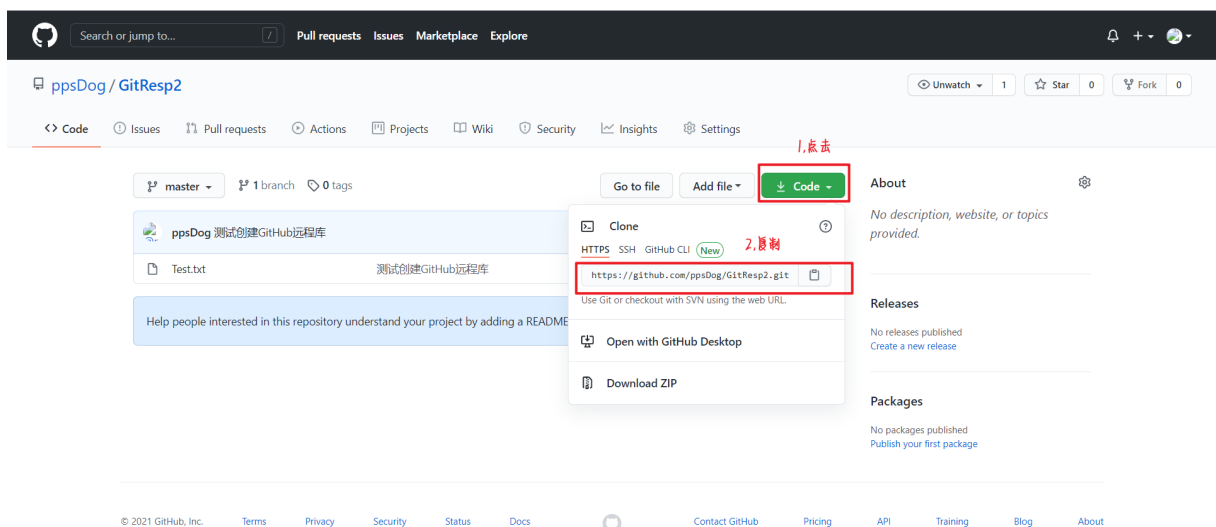 Search or jump to... / Pull requests Issues Marketplace Explore
ppsDog / GitResp2
Unwatch 1 Star 0 Fork 0
Code Issues Pull requests Actions Projects Wiki Security Insights Settings
1,点击
master 1 branch 0 tags Go to file Add file Code
About
No description, website, or topics
provided.
ppsDog 测试创建GitHub远程库
Clone
HTTPS SSH GitHub CLI New
2,复制
Test.txt 测试创建GitHub远程库
https://github.com/ppsDog/GitResp2.git
Use Git or checkout with SVN using the web URL.
Help people interested in this repository understand your project by adding a README
Open with GitHub Desktop
Download ZIP
Releases
No releases published
Create a new release
Packages
No packages published
Publish your first package
© 2021 GitHub, Inc. Terms Privacy Security Status Docs Contact GitHub Pricing API Training Blog About